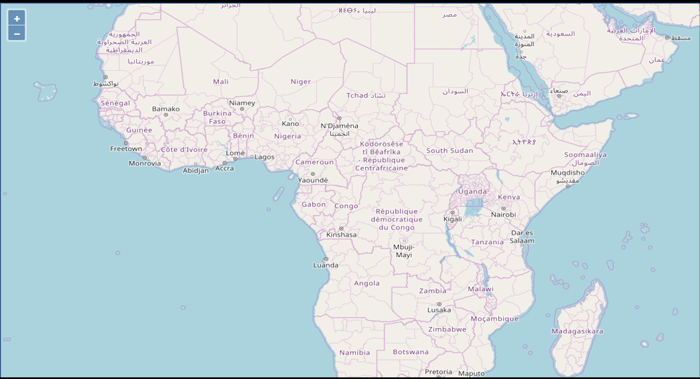 +
−
الجزائر
ⵍⵉⴱⵢⴰ ليبيا
مصر
السعودية
الإمارات العربية
المتحدة
مسقط
عمان
المدينة
المنورة
جدة
الجمهورية
العربية الصحراوية
الديمقراطية
موريتانيا
نواكشوط
Mali
Niger
Tchad تشاد
السودان
صنعاء
اليمن
Sénégal
Bamako
Niamey
Burkina
Faso
Kano
N'Djaména
انجمينا
Guinée
Bénin
Nigeria
Freetown
Côte d'Ivoire
Lomé
Lagos
Monrovia
Abidjan
Accra
Cameroun
Ködörösêse
tî Bêafrîka
- République
Centrafricaine
South Sudan
ኢትዮጵያ
Soomaaliya
الصومال
Muqdisho
مقديشو
Yaoundé
Uganda
Kenya
Gabon
Congo
Kigali
Nairobi
République
démocratique
du Congo
Kinshasa
Mbuji-
Mayi
Tanzania
Dar es
Salaam
Luanda
Angola
Zambia
Malawi
Lusaka
Moçambique
Zimbabwe
Madagasikara
Namibia
Botswana
Pretoria
Maputo